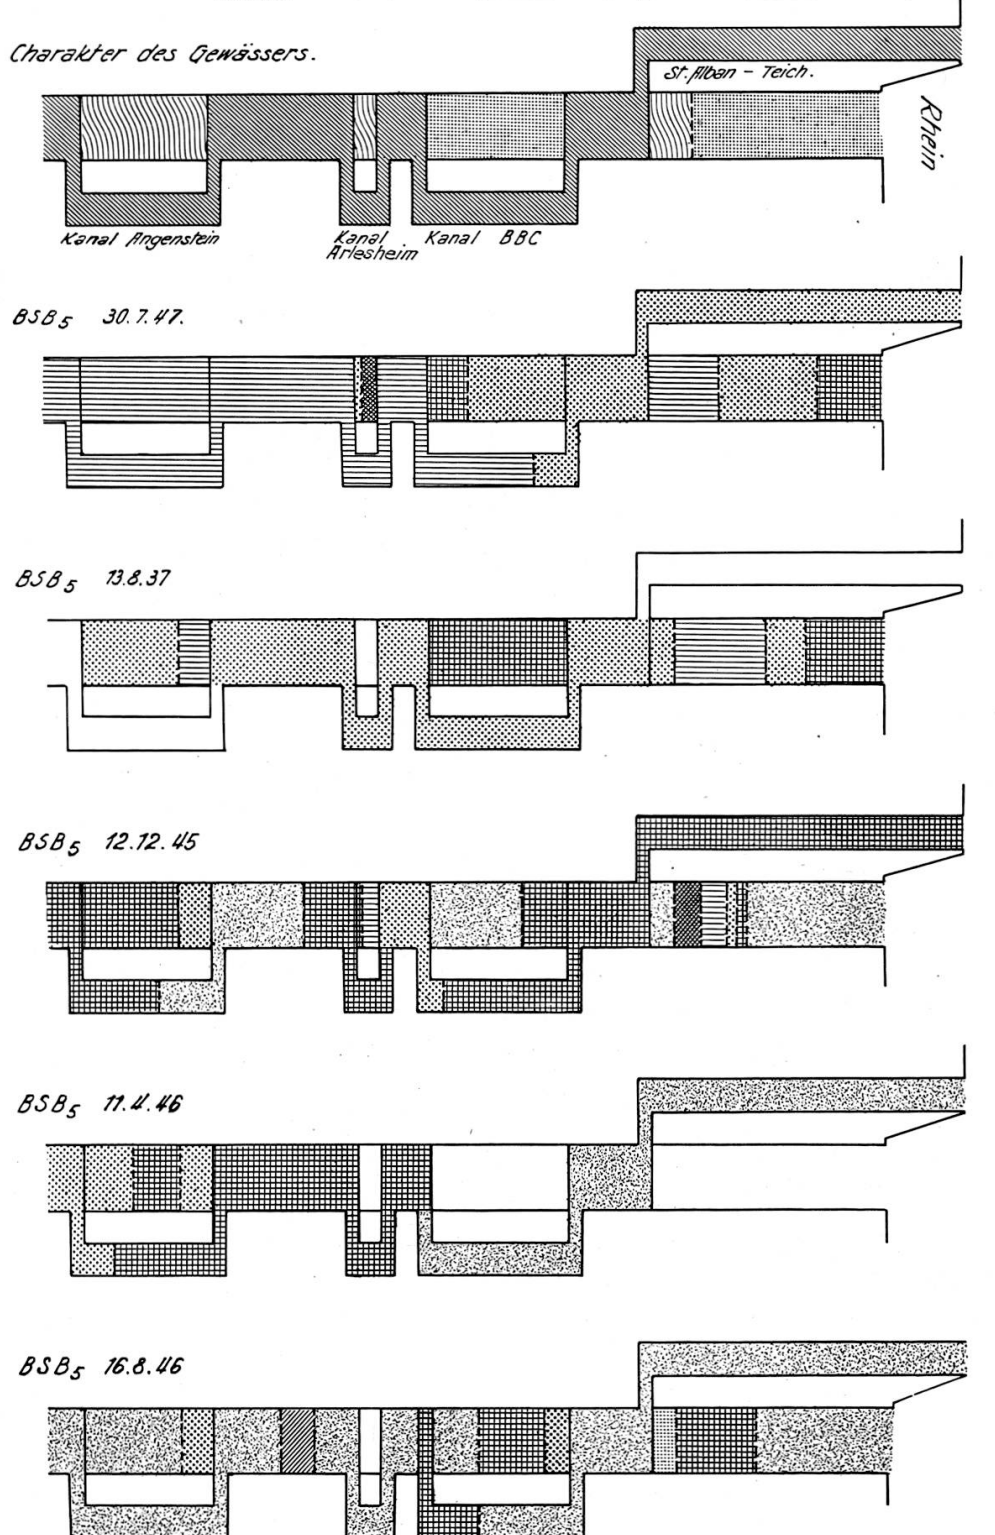 Charakter des Gewässers.
St. Alban - Teich.
Rhein
Kanal Angenstein
Kanal
Arlesheim
Kanal BBC
BSB5 30.7.47.
BSB5 13.8.37
BSB5 12.12.45
BSB5 11.4.46
BSB5 16.8.46